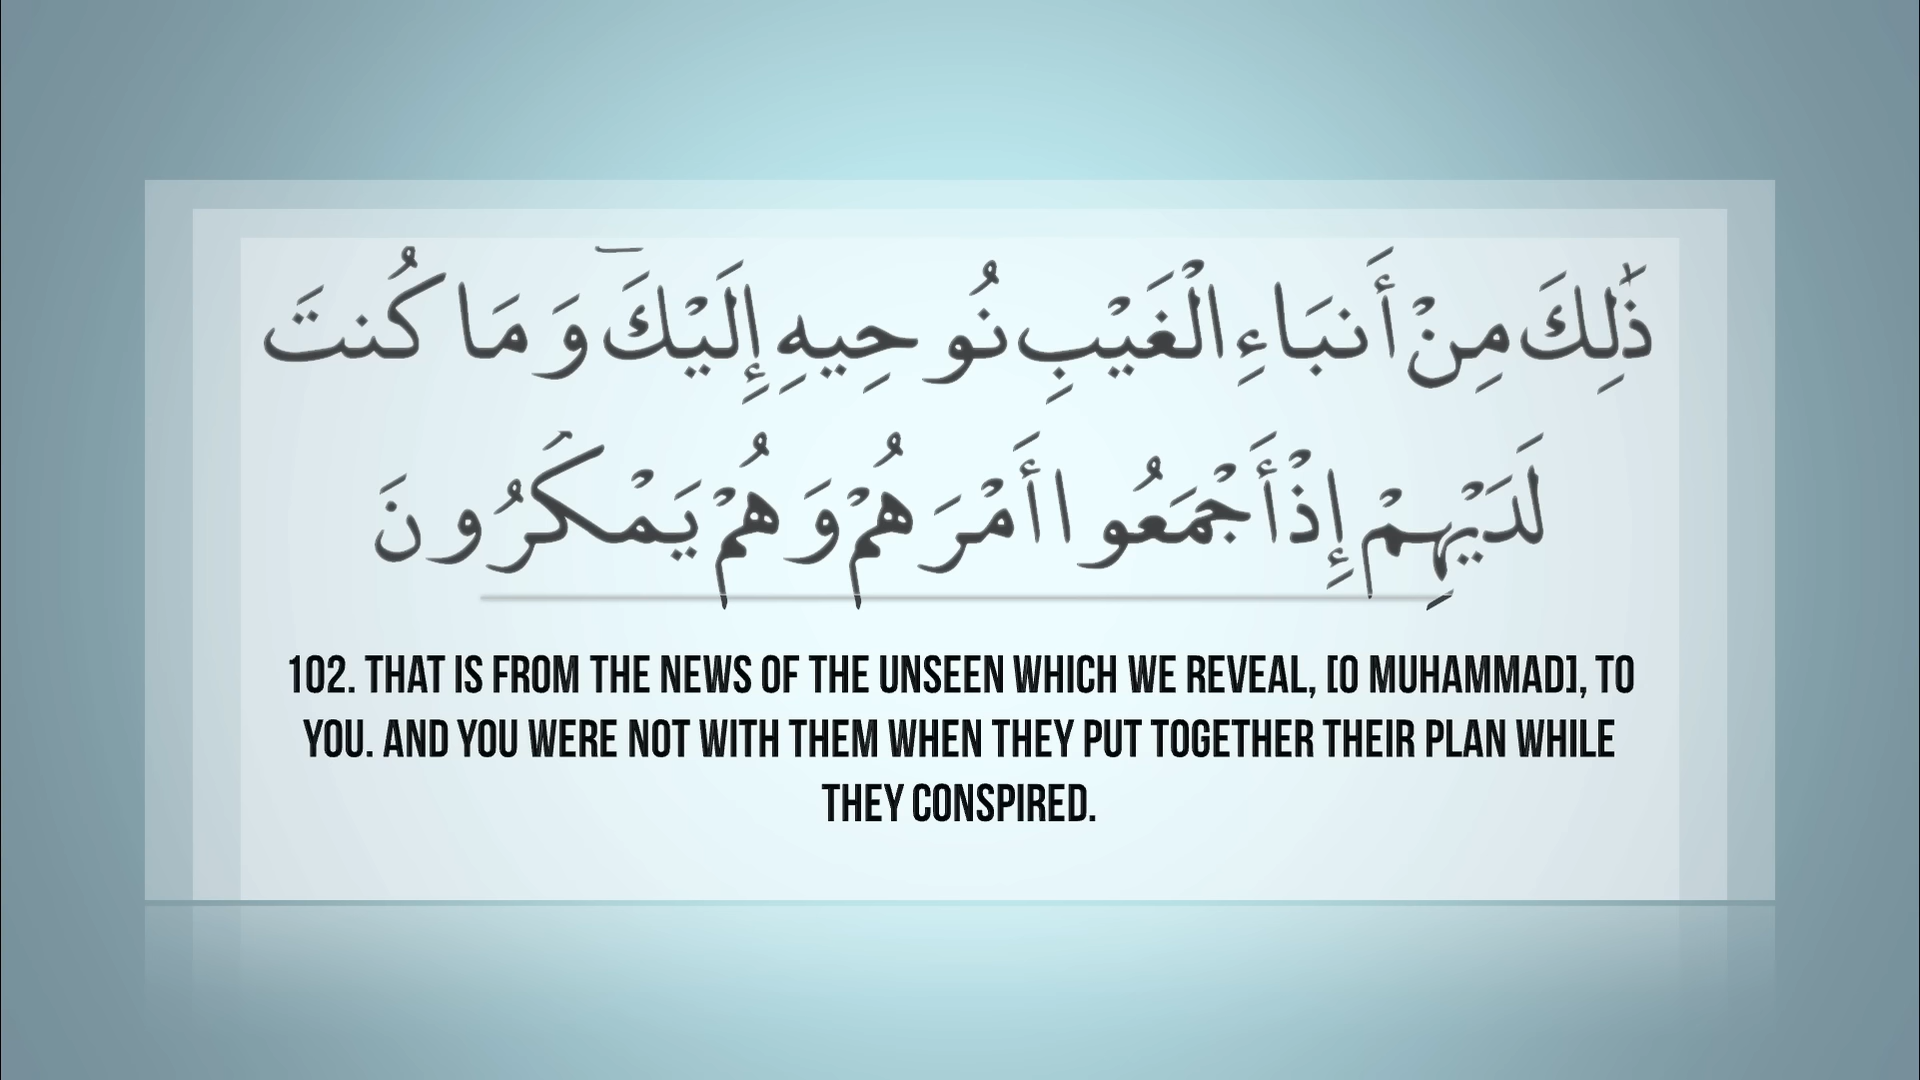 ذَٰلِكَ مِنْ أَنبَاءِ الْغَيْبِ نُوحِيهِ إِلَيْكَ ۖ وَمَا كُنتَ
لَدَيْهِمْ إِذْ أَجْمَعُوا أَمْرَهُمْ وَهُمْ يَمْكُرُونَ
102. THAT IS FROM THE NEWS OF THE UNSEEN WHICH WE REVEAL, [O MUHAMMAD], TO
YOU. AND YOU WERE NOT WITH THEM WHEN THEY PUT TOGETHER THEIR PLAN WHILE
THEY CONSPIRED.